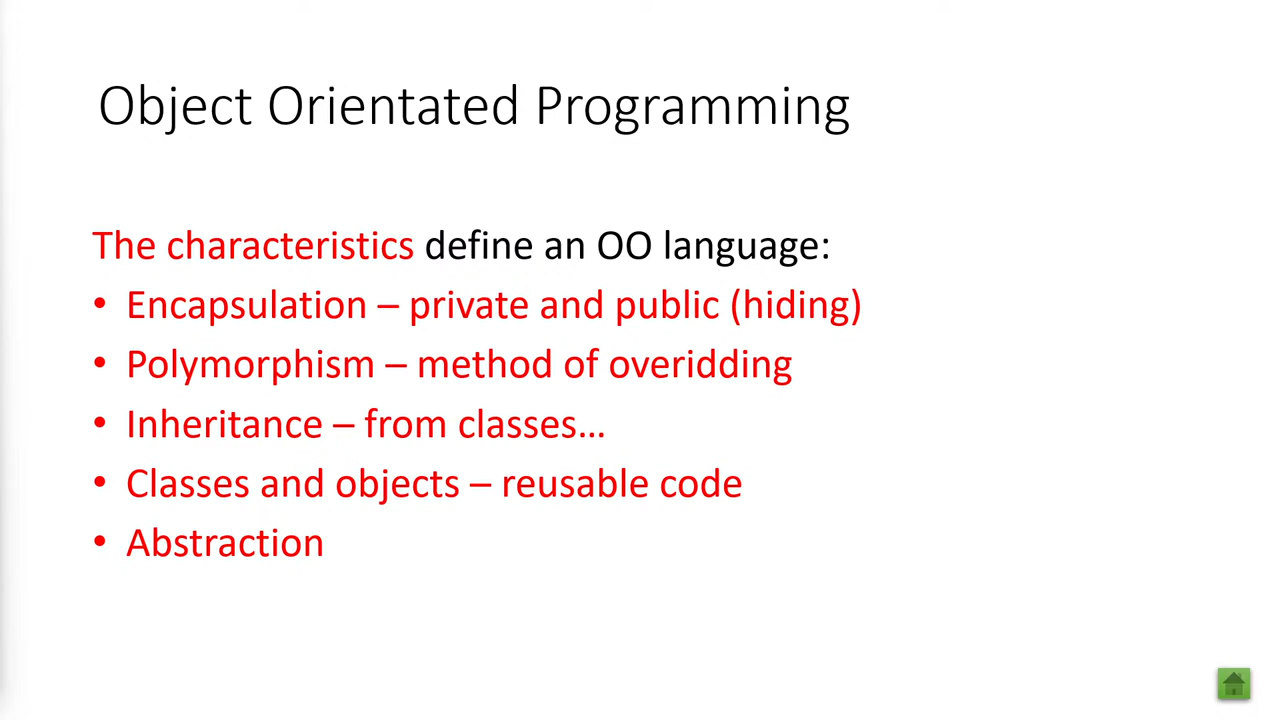 Object Orientated Programming
The characteristics define an OO language:
• Encapsulation – private and public (hiding)
• Polymorphism – method of overidding
• Inheritance – from classes…
• Classes and objects – reusable code
• Abstraction